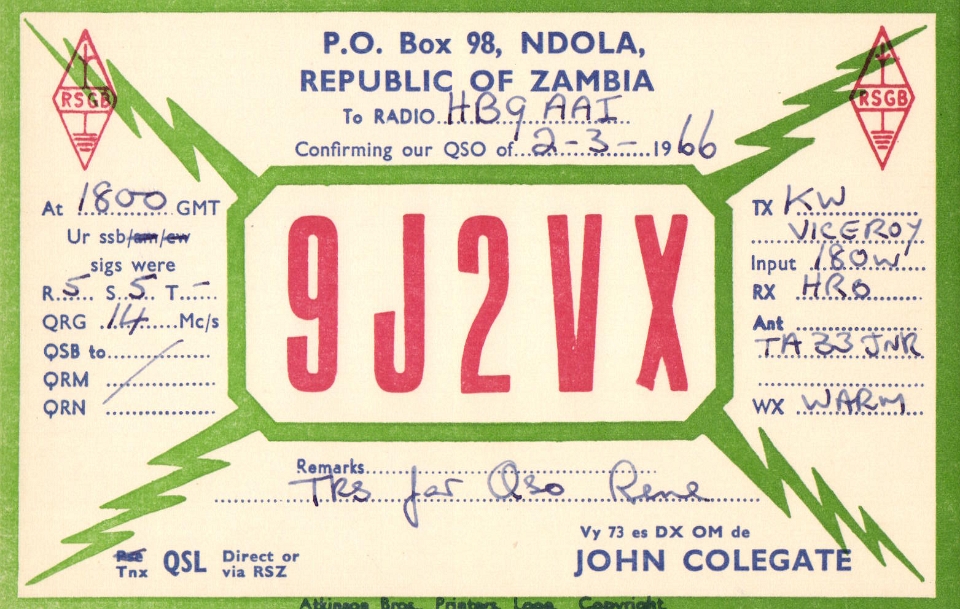 P.O. Box 98, NDOLA,
REPUBLIC OF ZAMBIA
RSGB
RSGB
To RADIO HB9AAI
Confirming our QSO of 2-3- 1966
At 1800 GMT
Ur ssb/am/cw
sigs were
R.5 S.5 T.-
QRG 14 Mc/s
QSB to
QRM
QRN
9J2VX
TX KW
VICEROY
Input 180W
RX HRO
Ant
TA 33 JNR
WX WARM
Remarks
TKS for QSO Rene
Pse
Tnx QSL Direct or
via RSZ
Vy 73 es DX OM de
JOHN COLEGATE
Atkinson Bros. Printers, Looe. Copyright